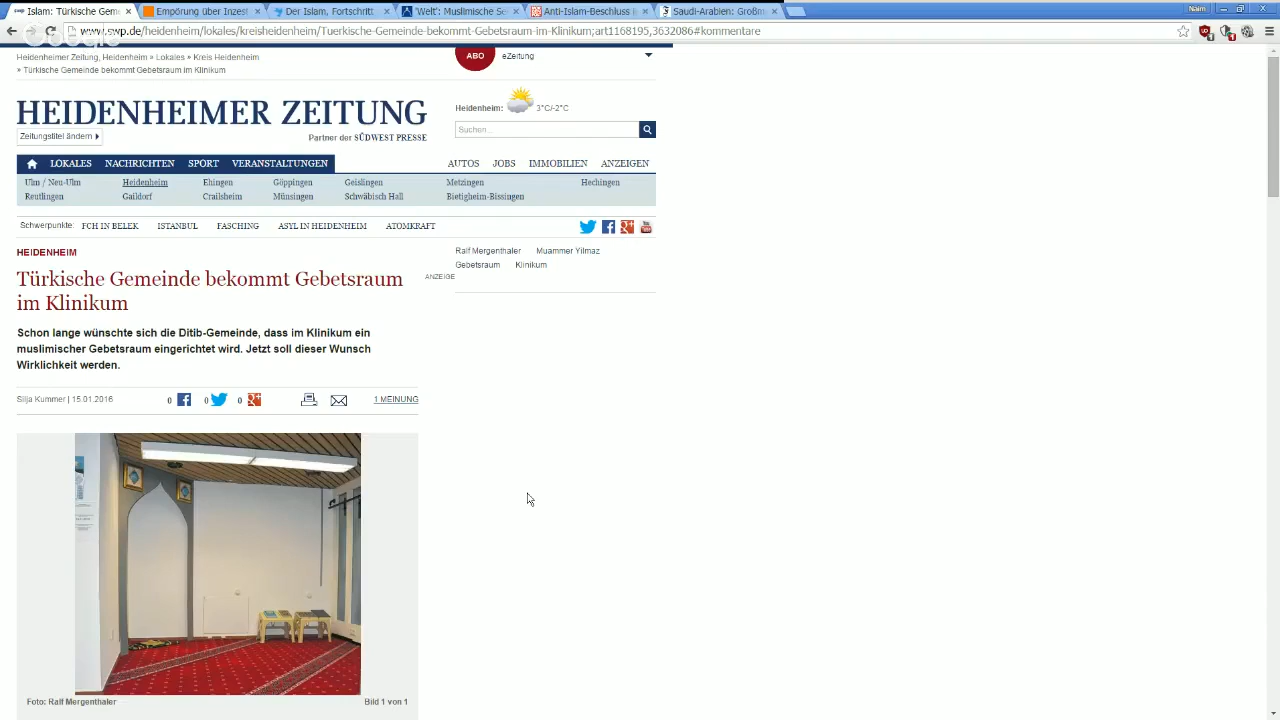 Islam: Türkische Geme
Empörung über Inzest
Der Islam, Fortschritt
'Welt': Muslimische Se
Anti-Islam-Beschluss i
Saudi-Arabien: Großmu
Naim
www.swp.de/heidenheim/lokales/kreisheidenheim/Tuerkische-Gemeinde-bekommt-Gebetsraum-im-Klinikum;art1168195,3632086#kommentare
Google
Heidenheimer Zeitung, Heidenheim » Lokales » Kreis Heidenheim
» Türkische Gemeinde bekommt Gebetsraum im Klinikum
ABO
eZeitung
HEIDENHEIMER ZEITUNG
Heidenheim:
3°C/-2°C
Zeitungstitel ändern
Partner der SÜDWEST PRESSE
Suchen...
LOKALES NACHRICHTEN SPORT VERANSTALTUNGEN
AUTOS JOBS IMMOBILIEN ANZEIGEN
Ulm / Neu-Ulm Heidenheim Ehingen Göppingen Geislingen Metzingen Hechingen
Reutlingen Gaildorf Crailsheim Münsingen Schwäbisch Hall Bietigheim-Bissingen
Schwerpunkte: FCH IN BELEK ISTANBUL FASCHING ASYL IN HEIDENHEIM ATOMKRAFT
HEIDENHEIM
Türkische Gemeinde bekommt Gebetsraum
im Klinikum
ANZEIGE
Ralf Mergenthaler Muammer Yilmaz
Gebetsraum Klinikum
Schon lange wünschte sich die Ditib-Gemeinde, dass im Klinikum ein
muslimischer Gebetsraum eingerichtet wird. Jetzt soll dieser Wunsch
Wirklichkeit werden.
Silja Kummer | 15.01.2016
0
0
0
1 MEINUNG
Foto: Ralf Mergenthaler
Bild 1 von 1